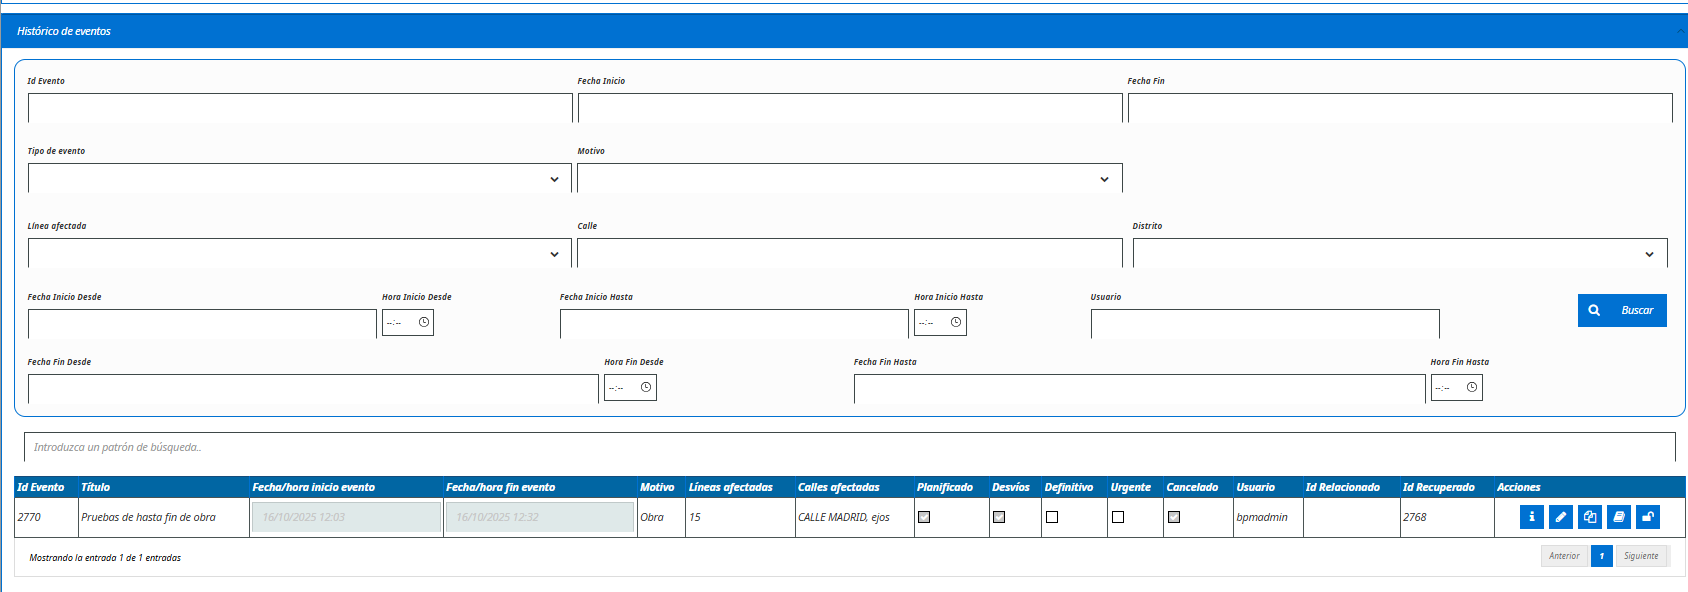 Histórico de eventos
Id Evento Fecha Inicio Fecha Fin
Tipo de evento Motivo
Línea afectada Calle Distrito
Fecha Inicio Desde Hora Inicio Desde Fecha Inicio Hasta Hora Inicio Hasta Usuario
--:-- --:-- Buscar
Fecha Fin Desde Hora Fin Desde Fecha Fin Hasta Hora Fin Hasta
--:-- --:--
Introduzca un patrón de búsqueda..
Id Evento Título Fecha/hora inicio evento Fecha/hora fin evento Motivo Líneas afectadas Calles afectadas Planificado Desvíos Definitivo Urgente Cancelado Usuario Id Relacionado Id Recuperado Acciones
2770 Pruebas de hasta fin de obra 16/10/2025 12:03 16/10/2025 12:32 Obra 15 CALLE MADRID, ejos bpmadmin 2768
Mostrando la entrada 1 de 1 entradas Anterior 1 Siguiente